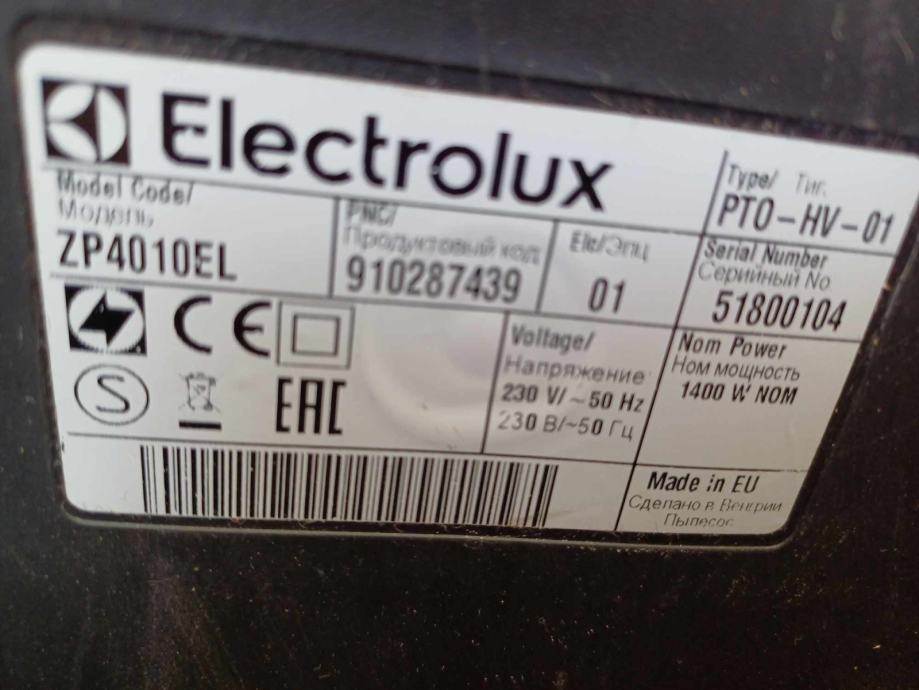 Electrolux
Type/ Тип
PTO-HV-01
Model Code/
Модель
ZP4010EL
PNC/
Продуктовый код
910287439
Elc/Элц
01
Serial Number
Серийный No
51800104
CE
S
EAC
Voltage/
Напряжение
230 V/~50 Hz
230 В/~50 Гц
Nom Power
Ном мощность
1400 W NOM
Made in EU
Сделано в Венгрии
Пылесос